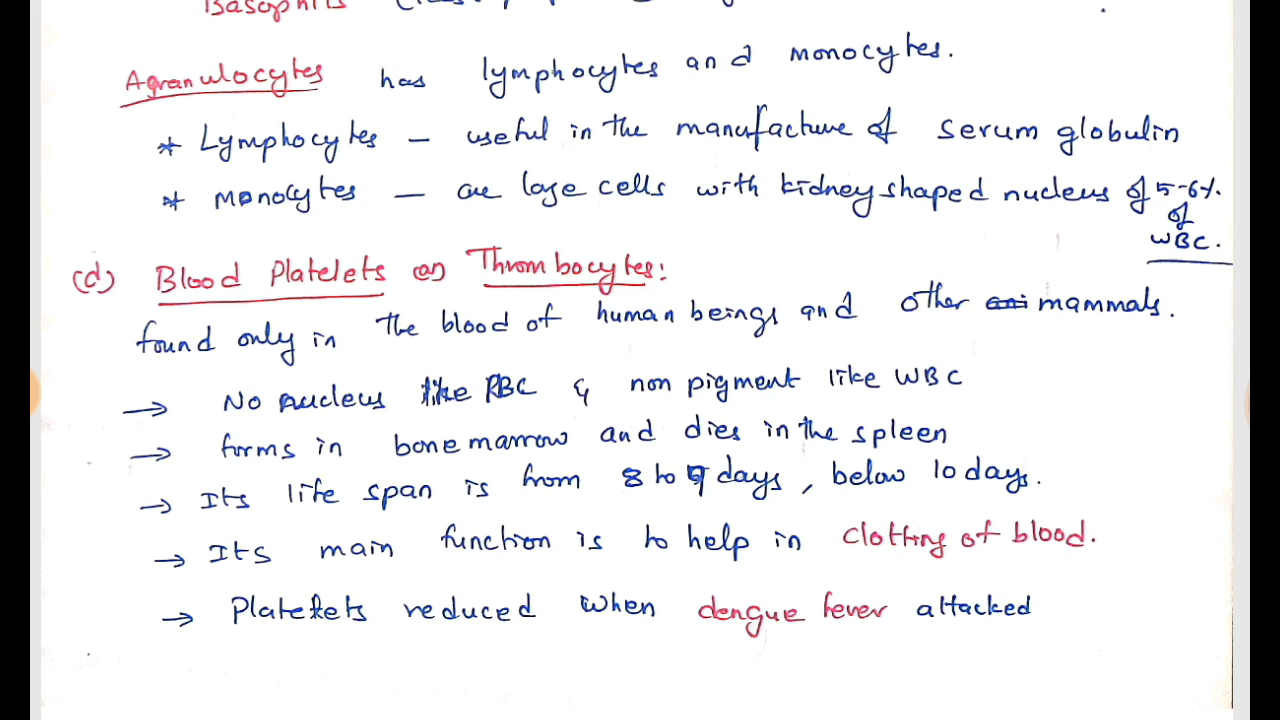 Basophils
Agranulocytes has lymphocytes and monocytes.
* Lymphocytes – useful in the manufacture of serum globulin
* monocytes – are large cells with kidney shaped nucleus of 5-6%. of WBC.
(d) Blood Platelets or Thrombocytes:
found only in the blood of human beings and other ani mammals.
→ No nucleus like RBC & non pigment like WBC
→ forms in bone marrow and dies in the spleen
→ Its life span is from 8 to 9 days, below 10 days.
→ Its main function is to help in clotting of blood.
→ Platelets reduced when dengue fever attacked